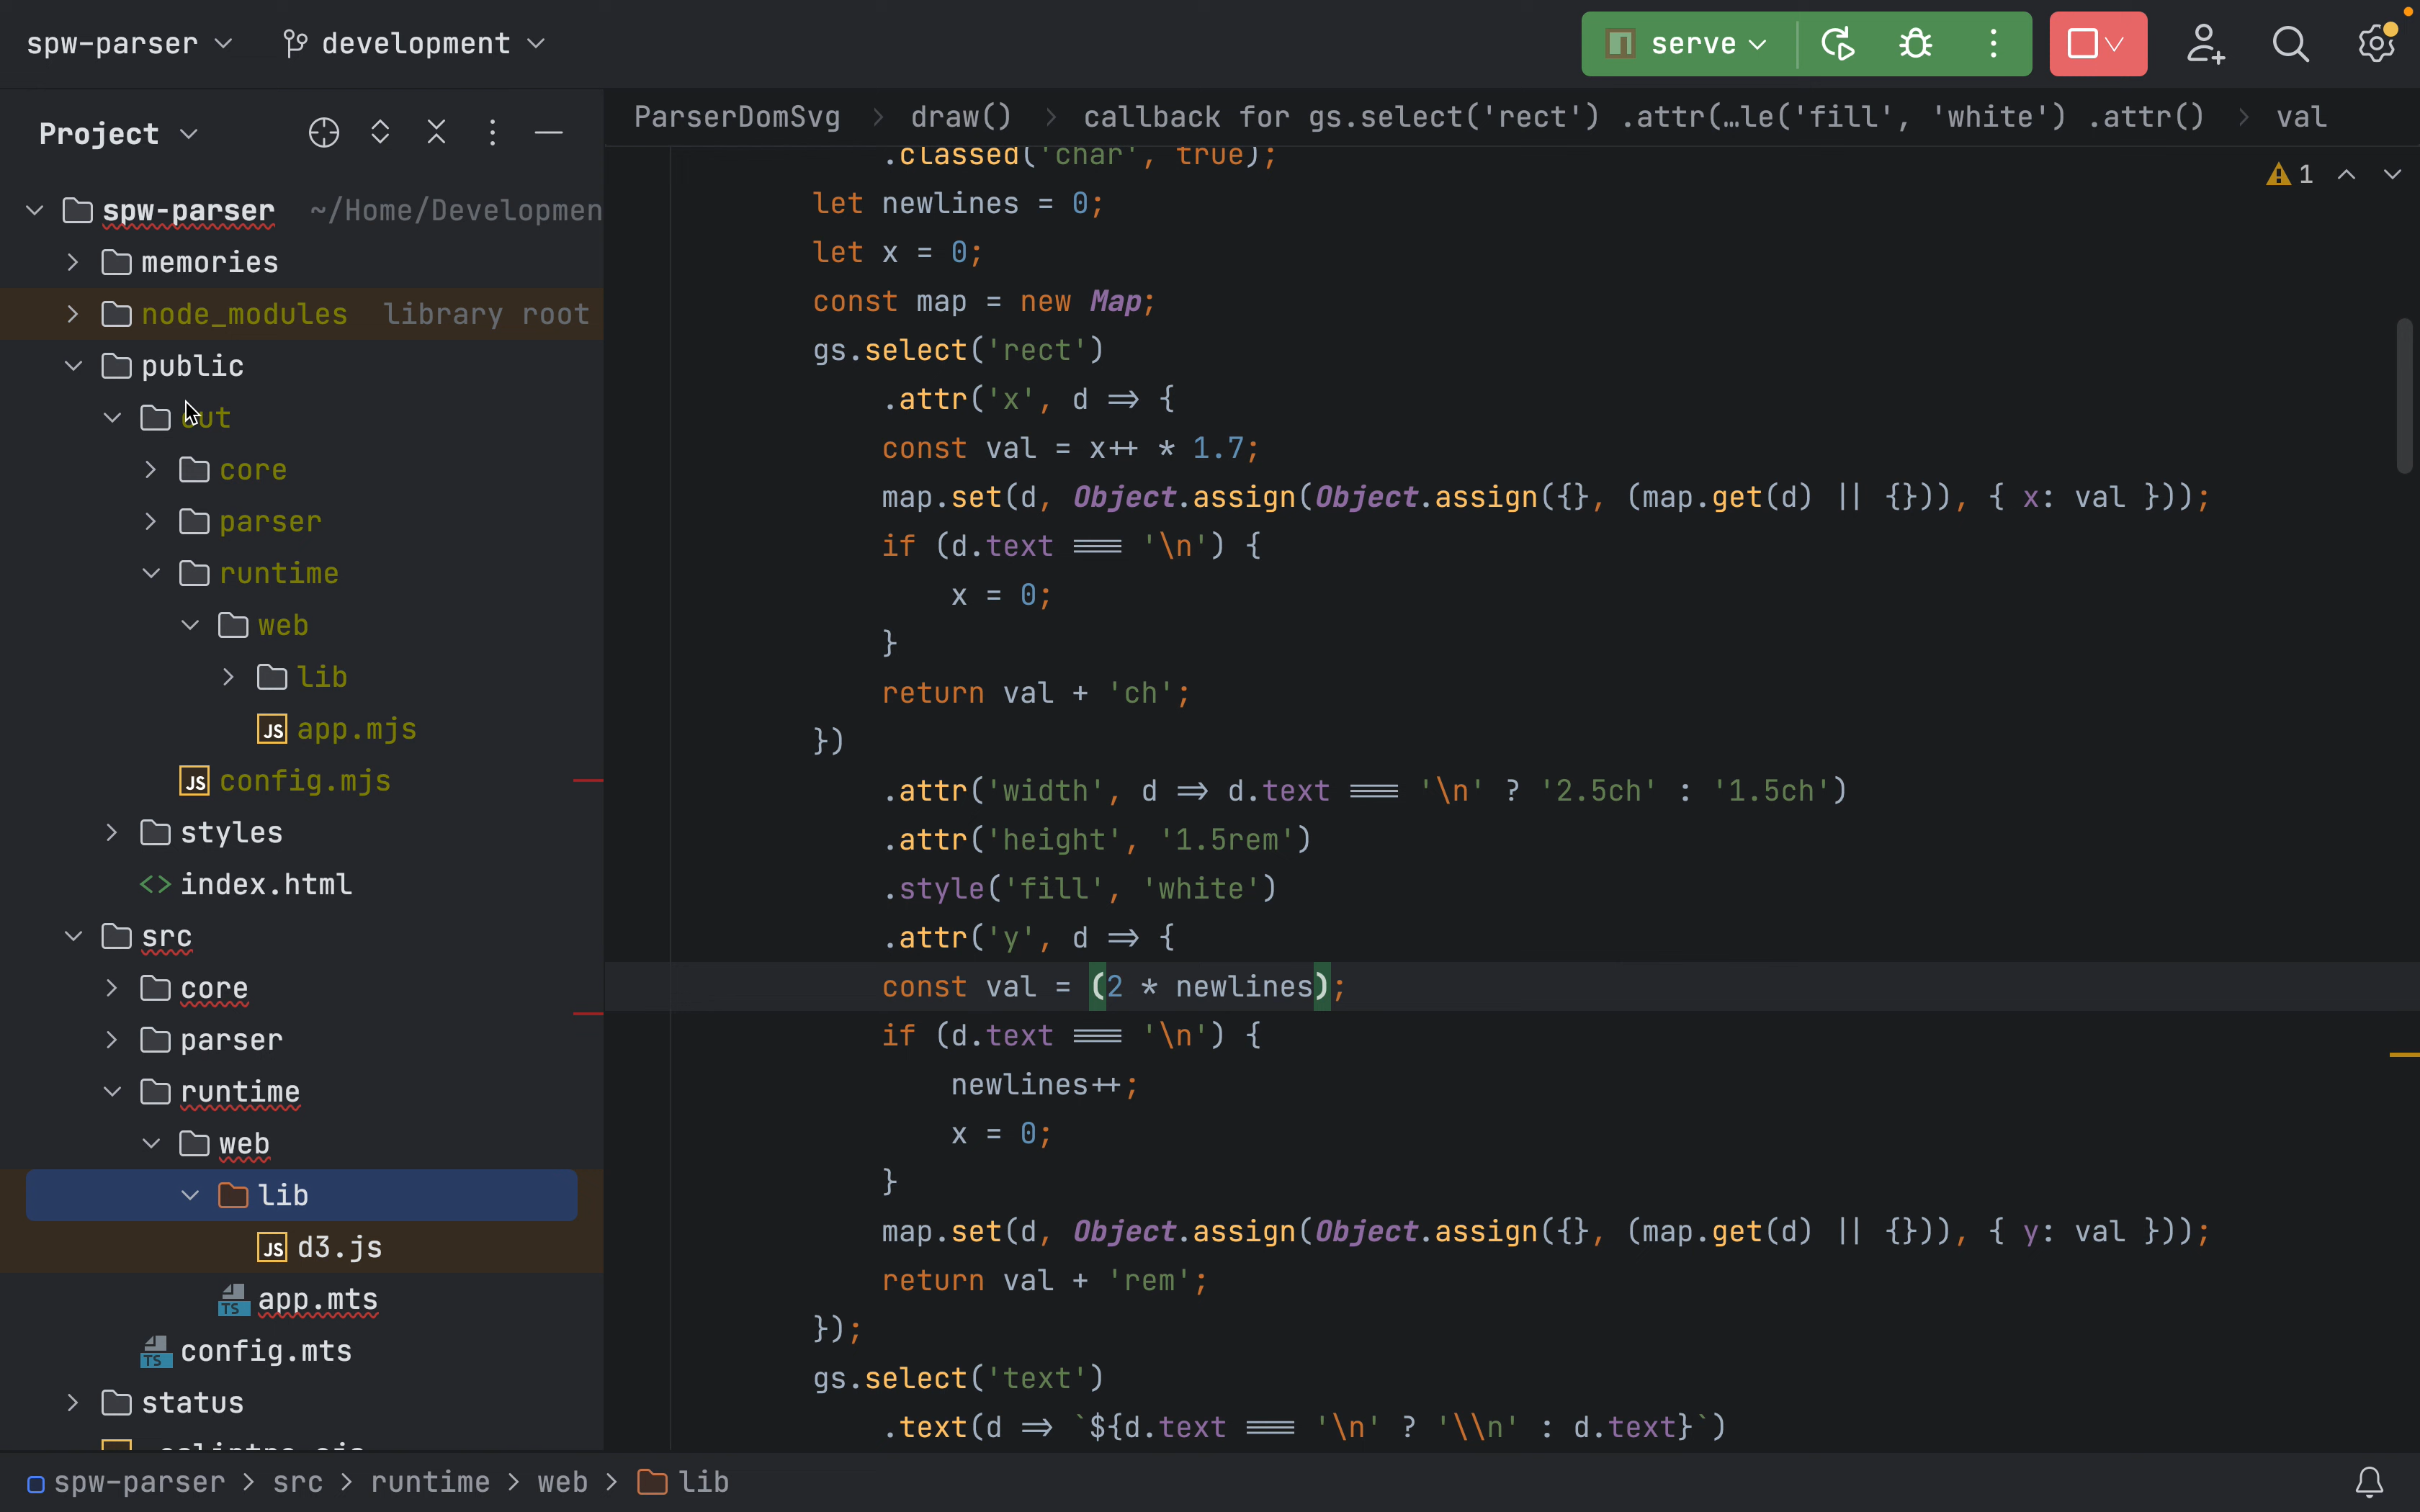 spw-parser
development
serve
Project
spw-parser ~/Home/Developmen
memories
node_modules library root
public
out
core
parser
runtime
web
lib
JS app.mjs
JS config.mjs
styles
<> index.html
src
core
parser
runtime
web
lib
JS d3.js
TS app.mts
TS config.mts
status
ParserDomSvg > draw() > callback for gs.select('rect') .attr(…le('fill', 'white') .attr() > val
1
.classed('char', true);
let newlines = 0;
let x = 0;
const map = new Map;
gs.select('rect')
.attr('x', d => {
const val = x++ * 1.7;
map.set(d, Object.assign(Object.assign({}, (map.get(d) || {})), { x: val }));
if (d.text === '\n') {
x = 0;
}
return val + 'ch';
})
.attr('width', d => d.text === '\n' ? '2.5ch' : '1.5ch')
.attr('height', '1.5rem')
.style('fill', 'white')
.attr('y', d => {
const val = (2 * newlines);
if (d.text === '\n') {
newlines++;
x = 0;
}
map.set(d, Object.assign(Object.assign({}, (map.get(d) || {})), { y: val }));
return val + 'rem';
});
gs.select('text')
.text(d => `${d.text === '\n' ? '\\n' : d.text}`)
spw-parser > src > runtime > web > lib